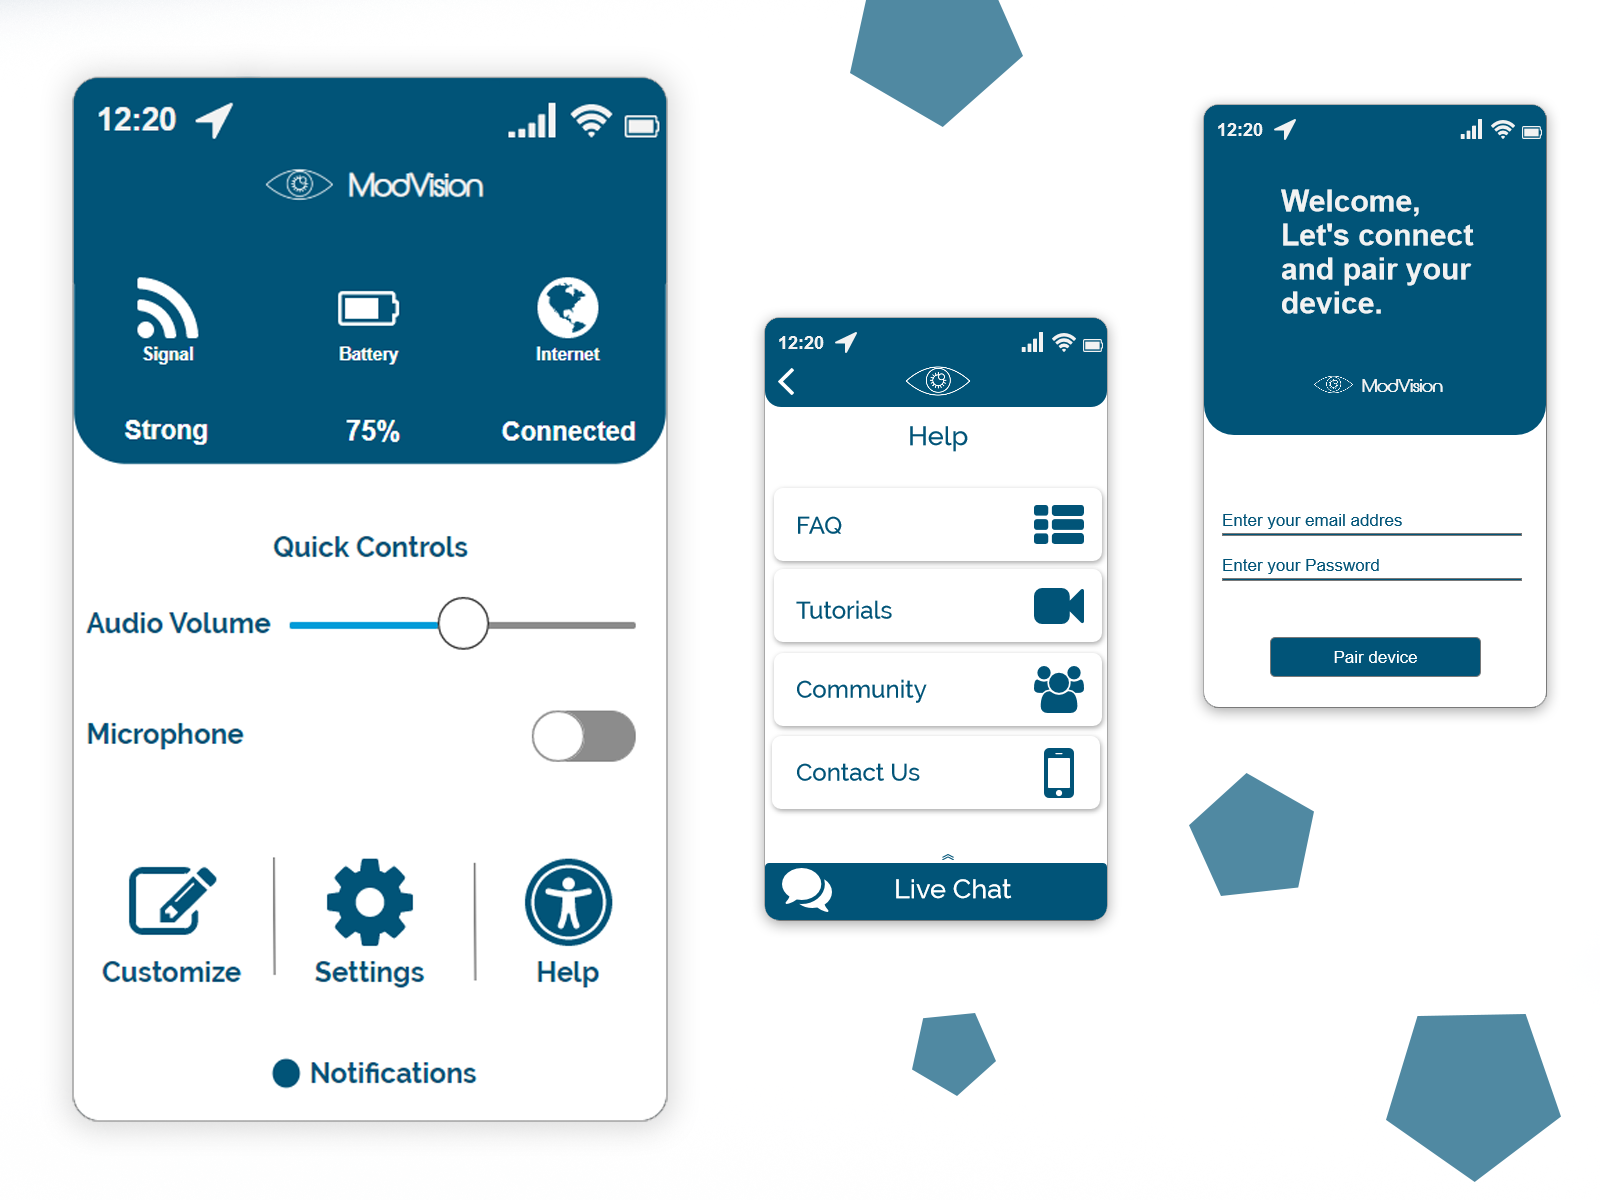 12:20
ModVision
Signal Battery Internet
Strong 75% Connected
Quick Controls
Audio Volume
Microphone
Customize Settings Help
Notifications
12:20
Help
FAQ
Tutorials
Community
Contact Us
Live Chat
12:20
Welcome,
Let's connect
and pair your
device.
ModVision
Enter your email addres
Enter your Password
Pair device